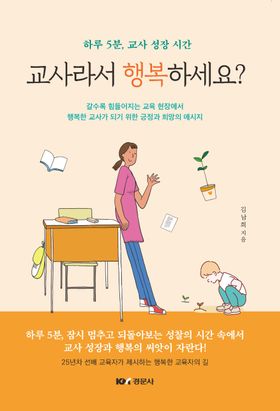 하루 5분, 교사 성장 시간
교사라서 행복하세요?
갈수록 힘들어지는 교육 현장에서
행복한 교사가 되기 위한 긍정과 희망의 메시지
김남희 지음
하루 5분, 잠시 멈추고 되돌아보는 성찰의 시간 속에서
교사 성장과 행복의 씨앗이 자란다!
25년차 선배 교육자가 제시하는 행복한 교육자의 길
KM 경문사